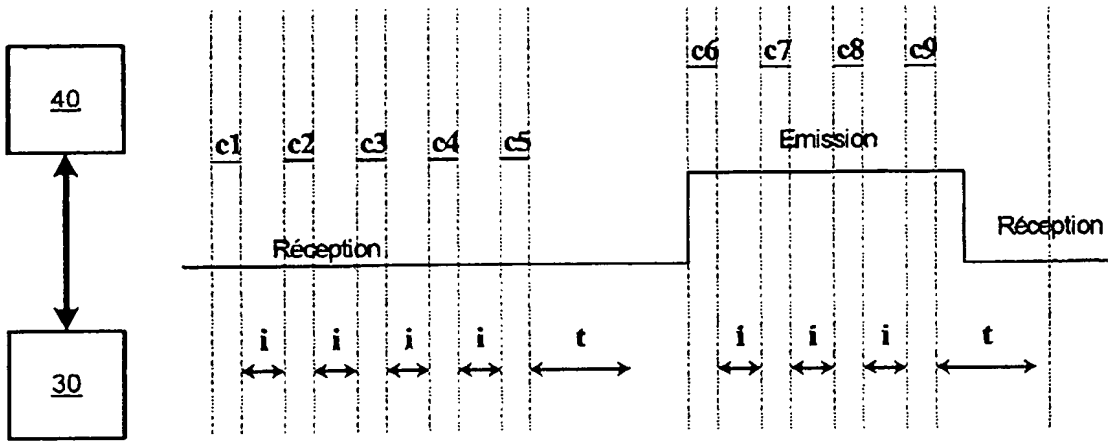 40
c6 c7 c8 c9
c1 c2 c3 c4 c5
Emission
Réception
Réception
i i i i t i i i t
30